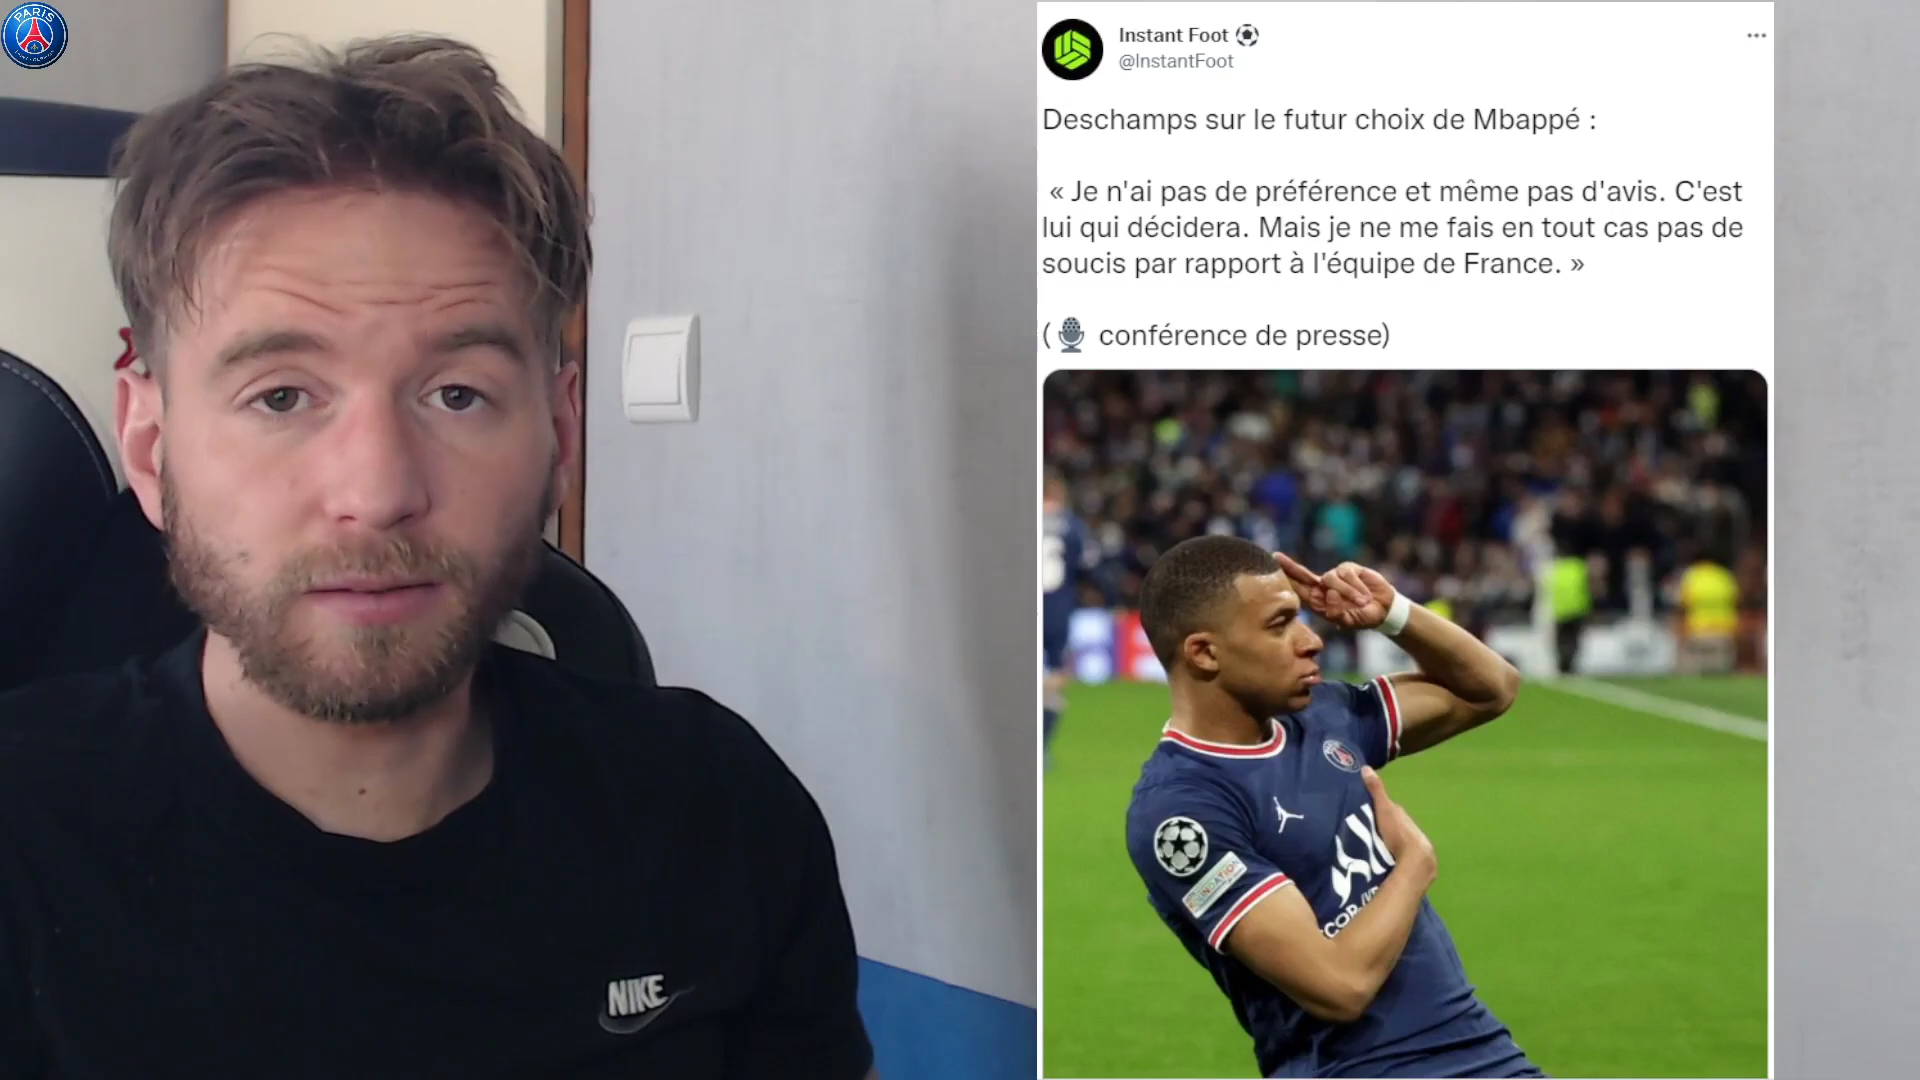 PARIS
Instant Foot
@InstantFoot
Deschamps sur le futur choix de Mbappé :
« Je n'ai pas de préférence et même pas d'avis. C'est
lui qui décidera. Mais je ne me fais en tout cas pas de
soucis par rapport à l'équipe de France. »
( conférence de presse)
NIKE